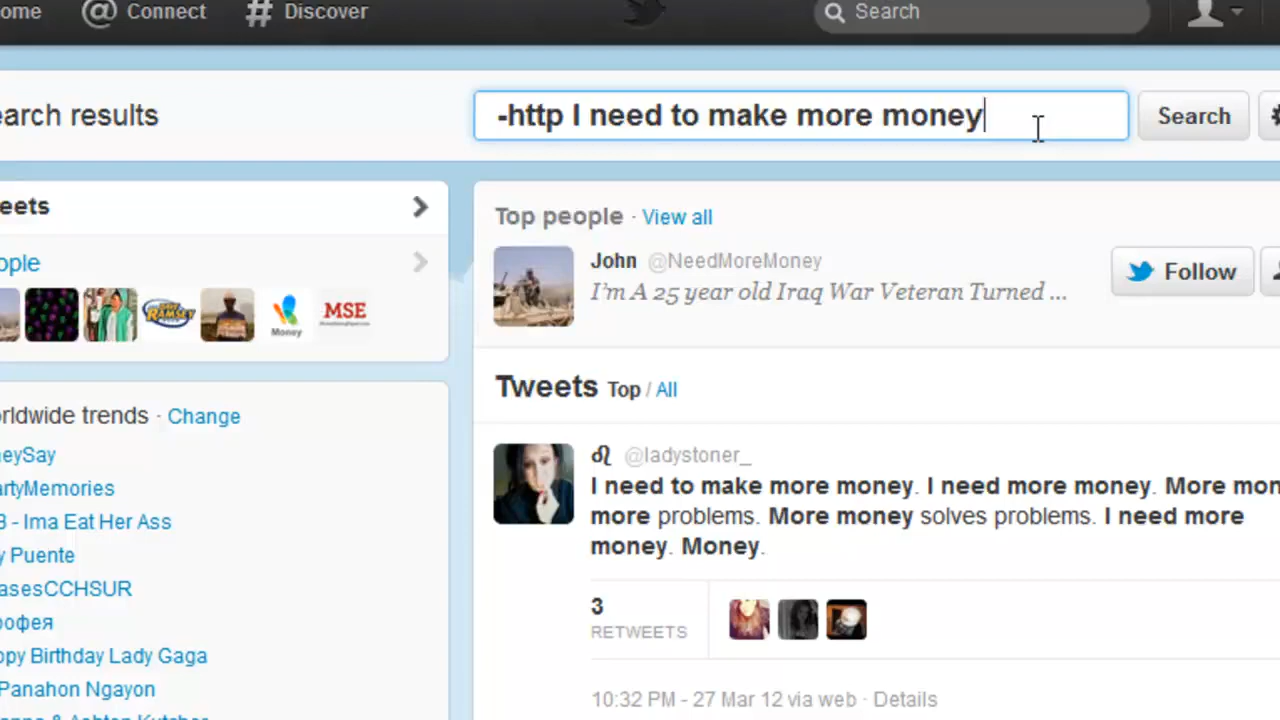 ome @ Connect # Discover Search
earch results -http I need to make more money Search
eets
Top people · View all
ople
John @NeedMoreMoney
Follow
I'm A 25 year old Iraq War Veteran Turned ...
DAVE RAMSEY Money MSE
Tweets Top / All
orldwide trends · Change
neySay
artyMemories
3 - Ima Eat Her Ass
y Puente
asesCCHSUR
рофея
ppy Birthday Lady Gaga
Panahon Ngayon
@ladystoner_
I need to make more money. I need more money. More mon
more problems. More money solves problems. I need more
money. Money.
3
RETWEETS
10:32 PM - 27 Mar 12 via web · Details